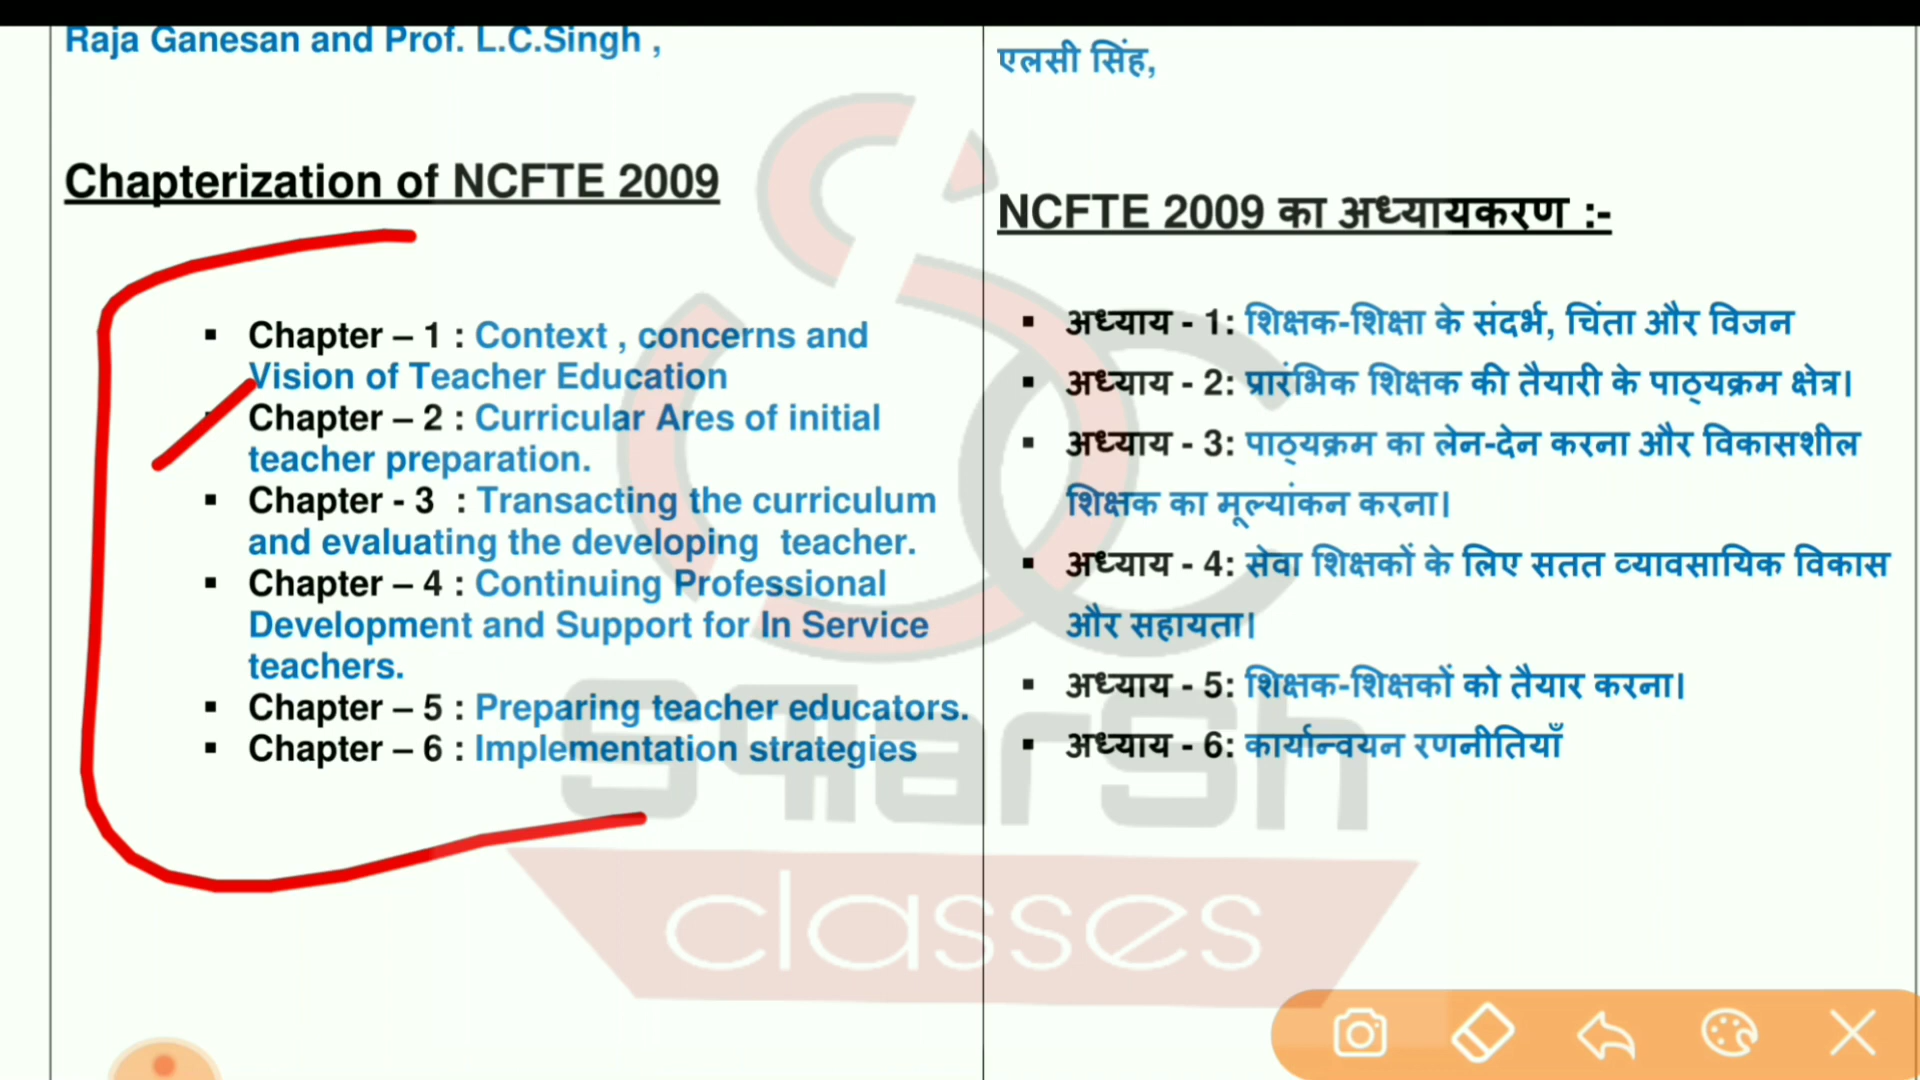 Raja Ganesan and Prof. L.C.Singh ,
Chapterization of NCFTE 2009
▪ Chapter – 1 : Context , concerns and
Vision of Teacher Education
Chapter – 2 : Curricular Ares of initial
teacher preparation.
▪ Chapter - 3 : Transacting the curriculum
and evaluating the developing teacher.
▪ Chapter – 4 : Continuing Professional
Development and Support for In Service
teachers.
▪ Chapter – 5 : Preparing teacher educators.
▪ Chapter – 6 : Implementation strategies
एलसी सिंह,
NCFTE 2009 का अध्यायकरण :-
▪ अध्याय - 1: शिक्षक-शिक्षा के संदर्भ, चिंता और विजन
▪ अध्याय - 2: प्रारंभिक शिक्षक की तैयारी के पाठ्यक्रम क्षेत्र।
▪ अध्याय - 3: पाठ्यक्रम का लेन-देन करना और विकासशील
शिक्षक का मूल्यांकन करना।
▪ अध्याय - 4: सेवा शिक्षकों के लिए सतत व्यावसायिक विकास
और सहायता।
▪ अध्याय - 5: शिक्षक-शिक्षकों को तैयार करना।
▪ अध्याय - 6: कार्यान्वयन रणनीतियाँ
sparsh
classes